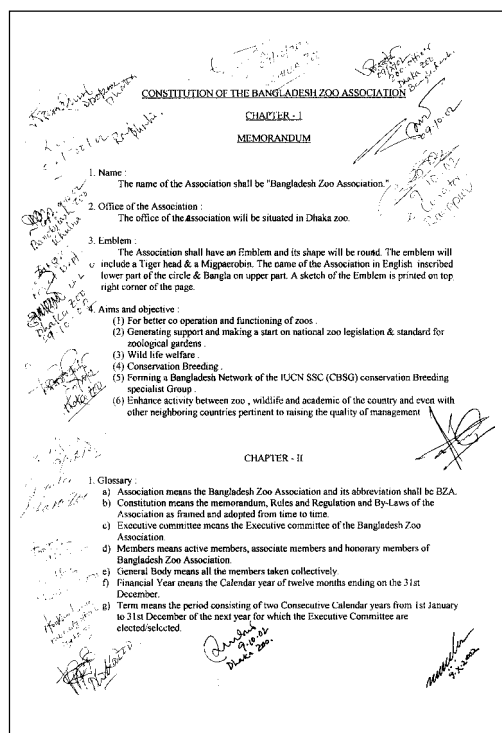 CONSTITUTION OF THE BANGLADESH ZOO ASSOCIATION
CHAPTER - I
MEMORANDUM
1. Name :
The name of the Association shall be "Bangladesh Zoo Association."
2. Office of the Association :
The office of the Association will be situated in Dhaka zoo.
3. Emblem :
The Association shall have an Emblem and its shape will be round. The emblem will
include a Tiger head & a Migpaerobin. The name of the Association in English inscribed
lower part of the circle & Bangla on upper part. A sketch of the Emblem is printed on top
right corner of the page.
4. Aims and objective :
(1) For better co operation and functioning of zoos .
(2) Generating support and making a start on national zoo legislation & standard for
zoological gardens .
(3) Wild life welfare .
(4) Conservation Breeding .
(5) Forming a Bangladesh Network of the IUCN SSC (CBSG) conservation Breeding
specialist Group .
(6) Enhance activity between zoo , wildlife and academic of the country and even with
other neighboring countries pertinent to raising the quality of management
CHAPTER - II
1. Glossary :
a) Association means the Bangladesh Zoo Association and its abbreviation shall be BZA.
b) Constitution means the memorandum, Rules and Regulation and By-Laws of the
Association as framed and adopted from time to time.
c) Executive committee means the Executive committee of the Bangladesh Zoo
Association.
d) Members means active members, associate members and honorary members of
Bangladesh Zoo Association.
e) General Body means all the members taken collectively.
f) Financial Year means the Calendar year of twelve months ending on the 31st
December.
g) Term means the period consisting of two Consecutive Calendar years from 1st January
to 31st December of the next year for which the Executive Committee are
elected/selected.
9.10.02
Dhaka zoo.
9.X.2002